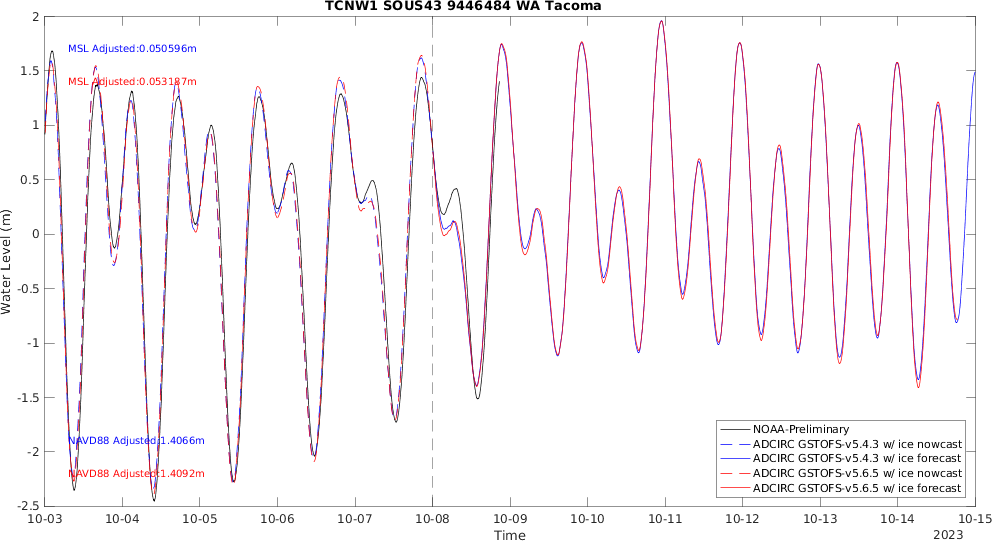 TCNW1 SOUS43 9446484 WA Tacoma
MSL Adjusted:0.050596m
MSL Adjusted:0.053187m
NAVD88 Adjusted:1.4066m
NAVD88 Adjusted:1.4092m
Water Level (m)
2
1.5
1
0.5
0
-0.5
-1
-1.5
-2
-2.5
NOAA-Preliminary
ADCIRC GSTOFS-v5.4.3 w/ ice nowcast
ADCIRC GSTOFS-v5.4.3 w/ ice forecast
ADCIRC GSTOFS-v5.6.5 w/ ice nowcast
ADCIRC GSTOFS-v5.6.5 w/ ice forecast
10-03 10-04 10-05 10-06 10-07 10-08 10-09 10-10 10-11 10-12 10-13 10-14 10-15
Time
2023